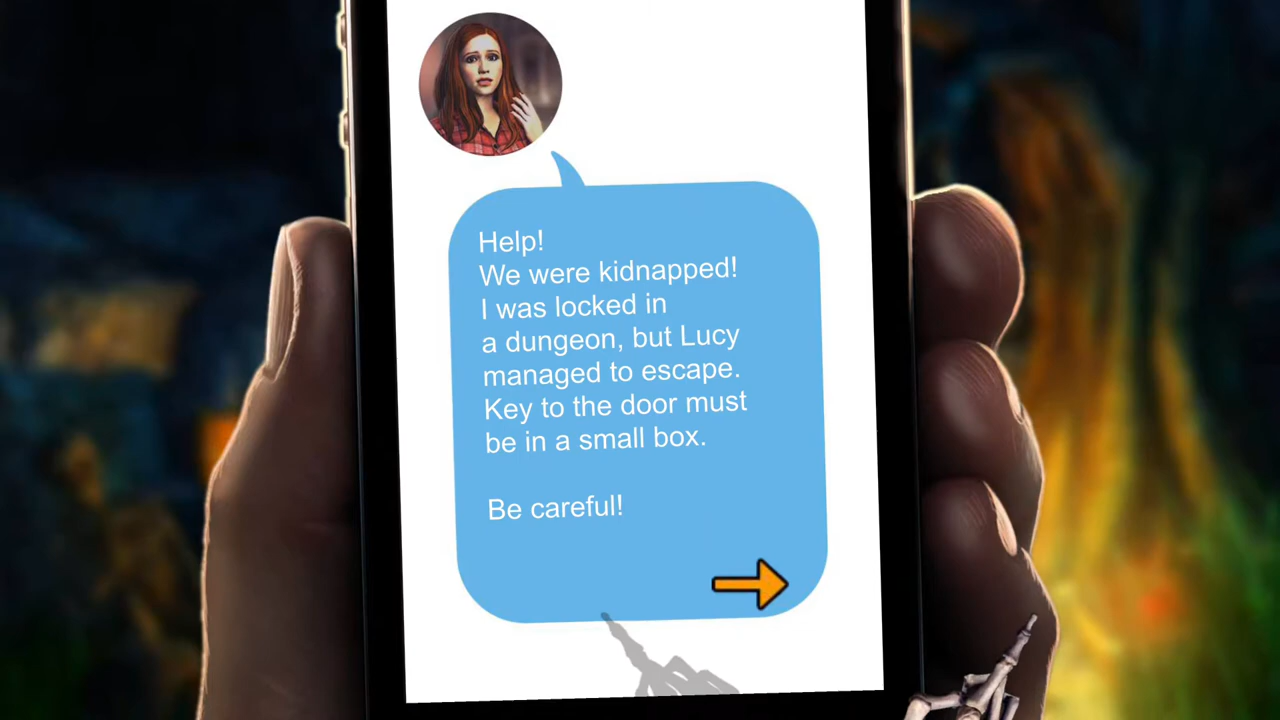 Help!
We were kidnapped!
I was locked in
a dungeon, but Lucy
managed to escape.
Key to the door must
be in a small box.
Be careful!